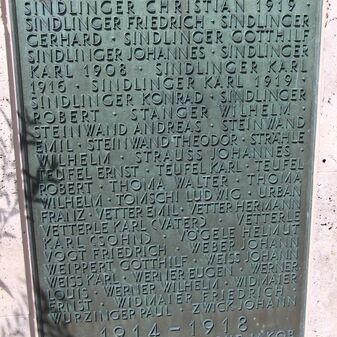 SINDLINGER CHRISTIAN 1919
SINDLINGER FRIEDRICH · SINDLINGER
GERHARD · SINDLINGER GOTTHILF
SINDLINGER JOHANNES · SINDLINGER
KARL 1908 · SINDLINGER KARL
1916 · SINDLINGER KARL 1919
SINDLINGER KONRAD · SINDLINGER
ROBERT · STANGER WILHELM
STEINWAND ANDREAS · STEINWAND
EMIL · STEINWAND THEODOR · STRÄHLE
WILHELM · STRAUSS JOHANNES
TEUFEL ERNST · TEUFEL KARL · TEUFEL
ROBERT · THOMA WALTER · THOMA
WILHELM · TOMSCHI LUDWIG · URBAN
FRANZ · VETTER EMIL · VETTER HERMANN
VETTERLE KARL (VATER) · VETTERLE
KARL (SOHN) · VÖGELE HELMUT
VOGT FRIEDRICH · WEBER JOHANN
WEIPPERT GOTTHILF · WEISS JOHANN
WEISS KARL · WERNER EUGEN · WERNER
LOUIS · WERNER WILHELM · WIDMAIER
ERNST · WIDMAIER FRIEDRICH
WURZINGER PAUL · ZWICK JOHANN
1914 – 1918
JAKOB